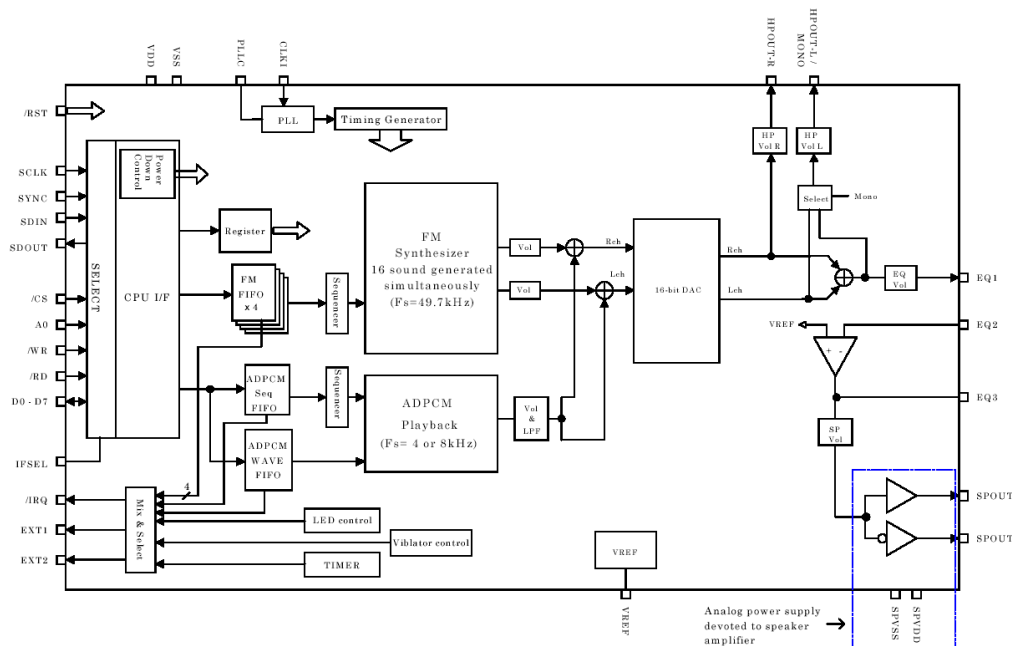 VDD
VSS
PLLC
CLKI
HPOUT-R
HPOUT-L /
MONO
/RST
PLL
Timing Generator
HP
Vol R
HP
Vol L
Power
Down
Control
SCLK
SYNC
SDIN
SDOUT
/CS
A0
/WR
/RD
D0 - D7
IFSEL
/IRQ
EXT1
EXT2
SELECT
CPU I/F
Register
FM
FIFO
x 4
Sequencer
FM
Synthesizer
16 sound generated
simultaneously
(Fs=49.7kHz)
Vol
Vol
Rch
Lch
16-bit DAC
Rch
Lch
Select
Mono
EQ
Vol
EQ1
EQ2
EQ3
VREF
+ -
SP
Vol
ADPCM
Seq
FIFO
Sequencer
ADPCM
Playback
(Fs= 4 or 8kHz)
Vol
&
LPF
ADPCM
WAVE
FIFO
4
Mix & Select
LED control
Viblator control
TIMER
VREF
VREF
SPOUT
SPOUT
SPVSS
SPVDD
Analog power supply
devoted to speaker
amplifier